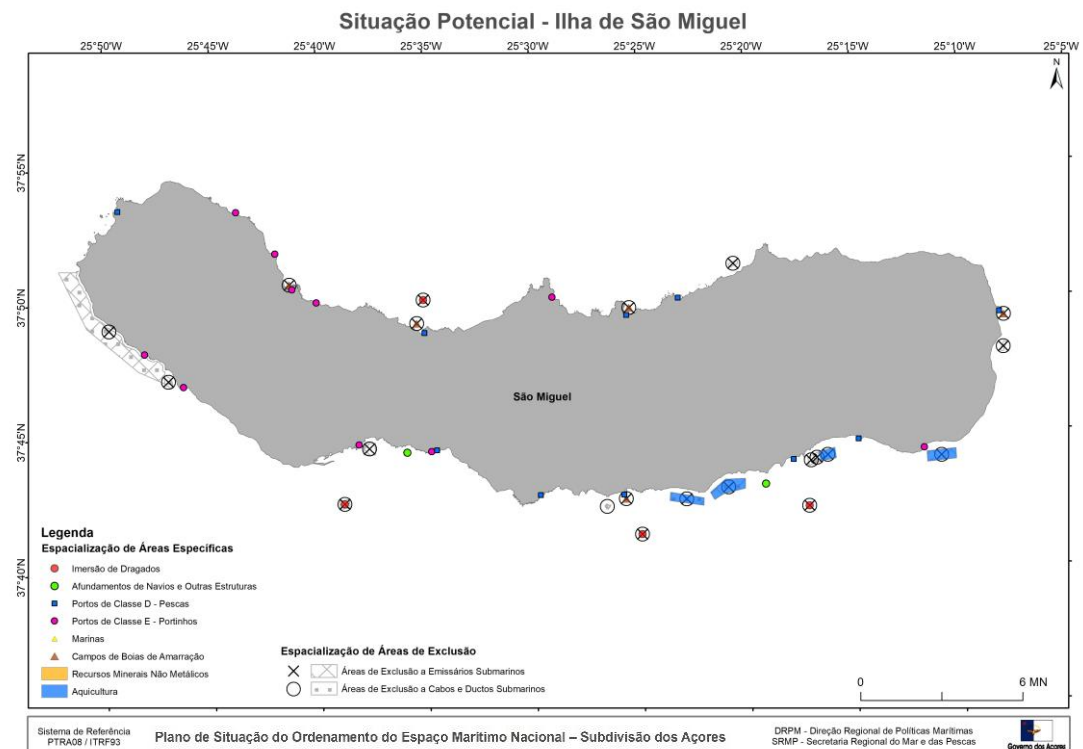 Situação Potencial - Ilha de São Miguel
25°50'W 25°45'W 25°40'W 25°35'W 25°30'W 25°25'W 25°20'W 25°15'W 25°10'W 25°5'W
N
37°55'N
37°50'N
37°45'N
37°40'N
São Miguel
Legenda
Espacialização de Áreas Específicas
Imersão de Dragados
Afundamentos de Navios e Outras Estruturas
Portos de Classe D - Pescas
Portos de Classe E - Portinhos
Marinas
Campos de Boias de Amarração
Recursos Minerais Não Metálicos
Aquicultura
Espacialização de Áreas de Exclusão
Áreas de Exclusão a Emissários Submarinos
Áreas de Exclusão a Cabos e Ductos Submarinos
0 6 MN
Sistema de Referência
PTRA08 / ITRF93
Plano de Situação do Ordenamento do Espaço Marítimo Nacional – Subdivisão dos Açores
DRPM - Direção Regional de Políticas Marítimas
SRMP - Secretaria Regional do Mar e das Pescas
Governo dos Açores